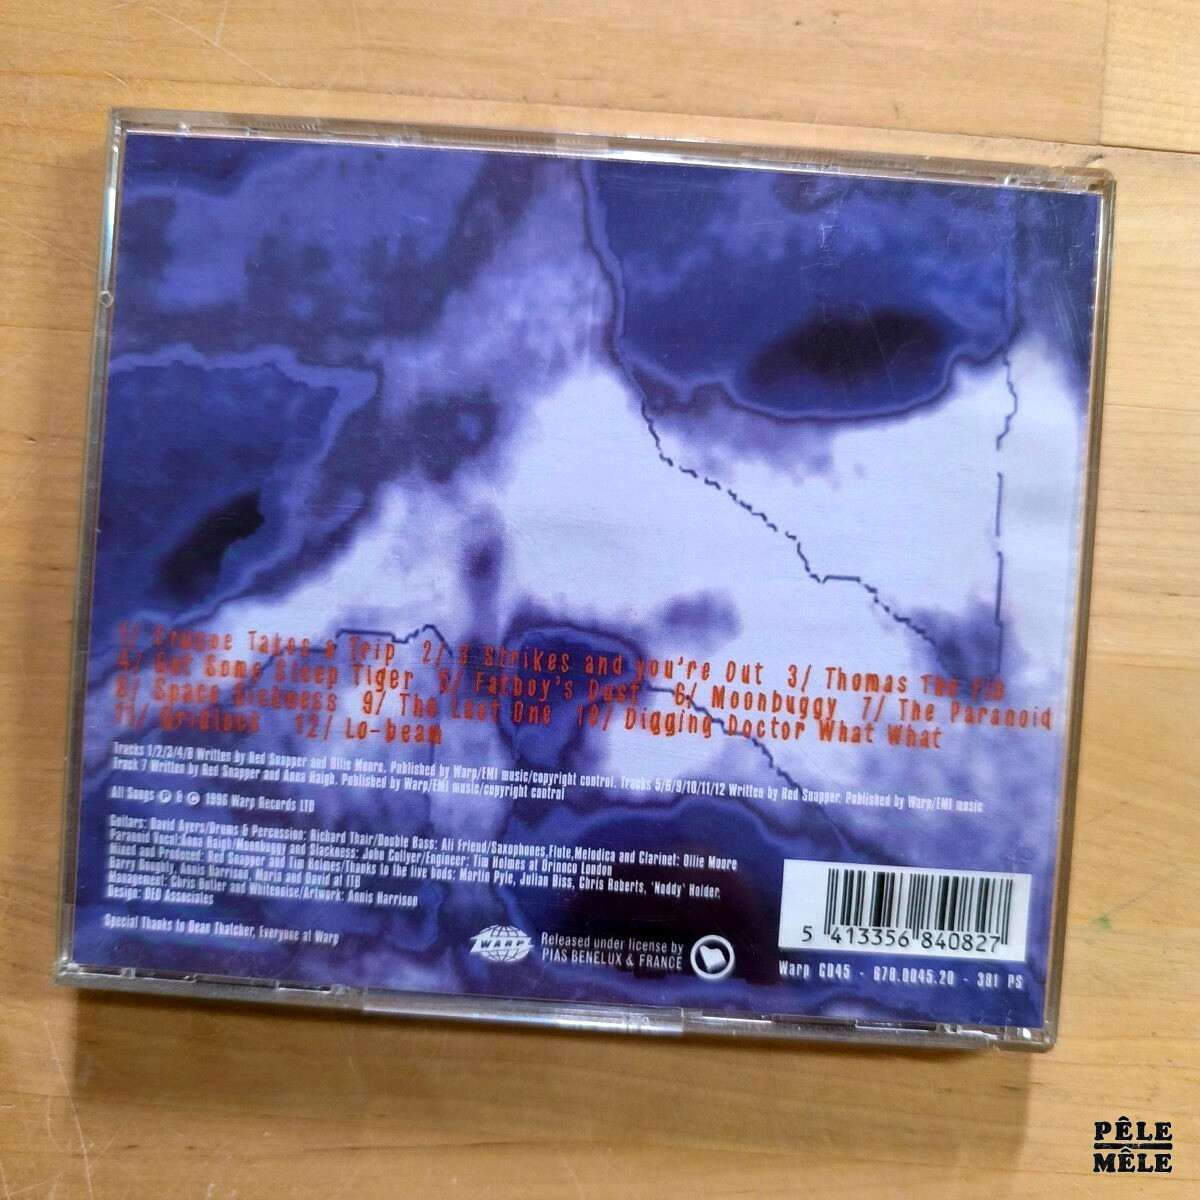 1/ Crusoe Takes a Trip 2/ 3 Strikes and you're Out 3/ Thomas The Fib
4/ Get Some Sleep Tiger 5/ Fatboy's Dust 6/ Moonbuggy 7/ The Paranoid
8/ Space Sickness 9/ The Last One 10/ Digging Doctor What What
11/ Gridlock 12/ Lo-beam
Tracks 1/2/3/4/8 Written by Red Snapper and Ollie Moore. Published by Warp/EMI music/copyright control. Tracks 5/6/9/10/11/12 Written by Red Snapper. Published by Warp/EMI music
Track 7 Written by Red Snapper and Anna Haigh. Published by Warp/EMI music/copyright control
All Songs ℗ & © 1996 Warp Records LTD
Guitars: David Ayers/Drums & Percussion: Richard Thair/Double Bass: Ali Friend/Saxophones,Flute,Melodica and Clarinet: Ollie Moore
Paranoid Vocal:Anna Haigh/Moonbuggy and Slackness: John Collyer/Engineer: Tim Holmes at Orinoco London
Mixed and Produced: Red Snapper and Tim Holmes/Thanks to the live bods: Martin Pyle, Julian Biss, Chris Roberts, 'Noddy' Holder,
Barry Doughty, Annis Harrison, Maria and David at ITB
Management: Chris Butler and Whitenoise/Artwork: Annis Harrison
Design: DED Associates
Special Thanks to Dean Thatcher, Everyone at Warp
WARP
Released under license by
PIAS BENELUX & FRANCE
5 413356 840827
Warp CD45 - 678.0045.20 - 381 PS
PÊLE
MÊLE